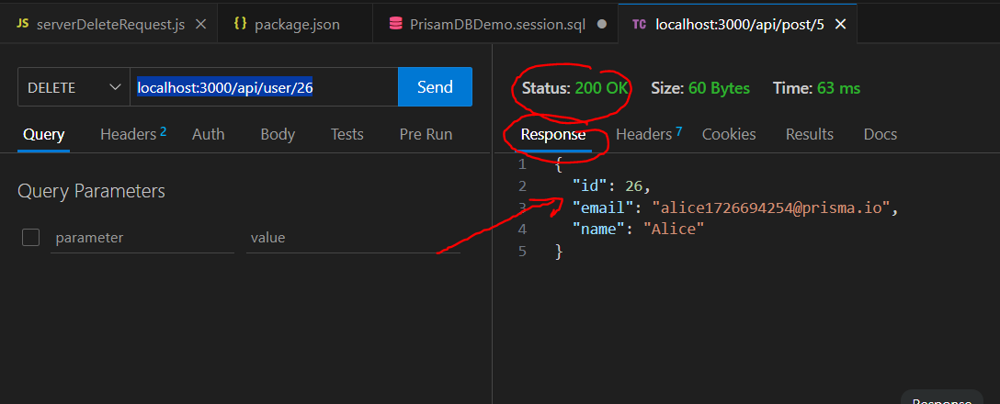 JS serverDeleteRequest.js
{} package.json
PrisamDBDemo.session.sql
TC localhost:3000/api/post/5
DELETE
localhost:3000/api/user/26
Send
Query
Headers 2
Auth
Body
Tests
Pre Run
Query Parameters
parameter
value
Status: 200 OK
Size: 60 Bytes
Time: 63 ms
Response
Headers 7
Cookies
Results
Docs
1 {
2 "id": 26,
3 "email": "alice1726694254@prisma.io",
4 "name": "Alice"
5 }
Response